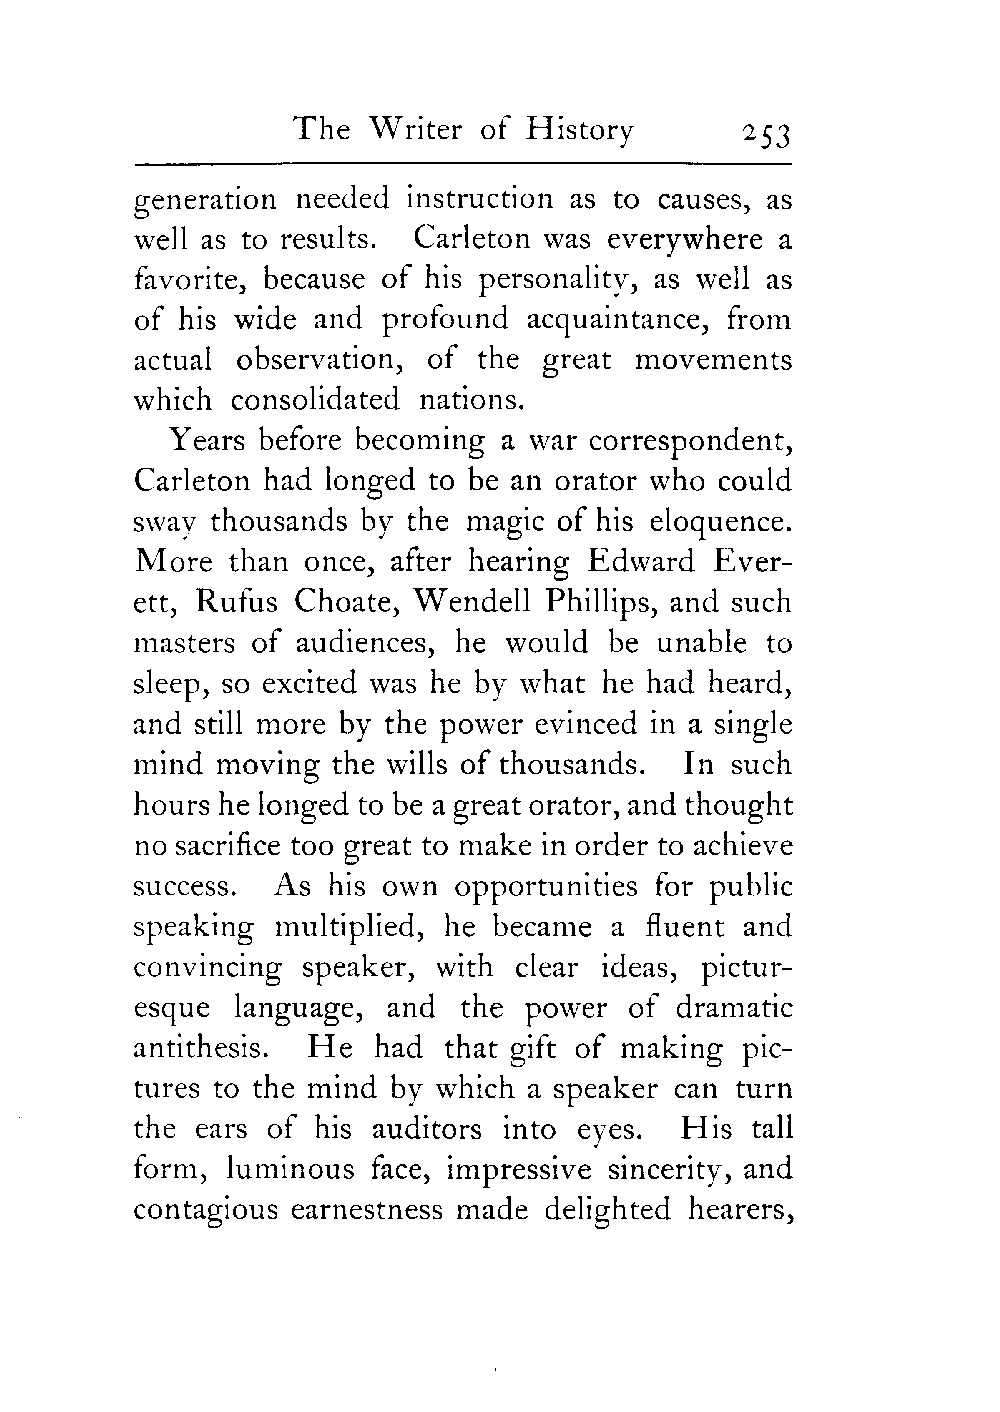 The Writer of History 253
generation needed instruction as to causes, as
well as to results. Carleton was everywhere a
favorite, because of his personality, as well as
of his wide and profound acquaintance, from
actual observation, of the great movements
which consolidated nations.
Years before becoming a war correspondent,
Carleton had longed to be an orator who could
sway thousands by the magic of his eloquence.
More than once, after hearing Edward Ever-
ett, Rufus Choate, Wendell Phillips, and such
masters of audiences, he would be unable to
sleep, so excited was he by what he had heard,
and still more by the power evinced in a single
mind moving the wills of thousands. In such
hours he longed to be a great orator, and thought
no sacrifice too great to make in order to achieve
success. As his own opportunities for public
speaking multiplied, he became a fluent and
convincing speaker, with clear ideas, pictur-
esque language, and the power of dramatic
antithesis. He had that gift of making pic-
tures to the mind by which a speaker can turn
the ears of his auditors into eyes. His tall
form, luminous face, impressive sincerity, and
contagious earnestness made delighted hearers,